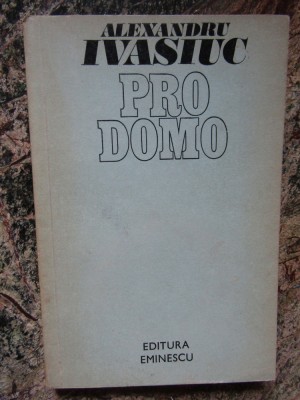 ALEXANDRU
IVASIUC
PRO
DOMO
EDITURA
EMINESCU